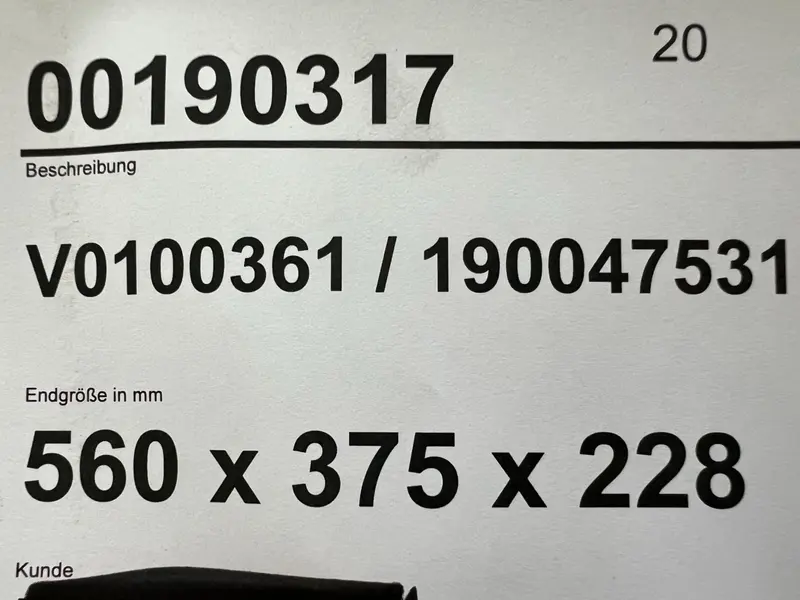 20
00190317
Beschreibung
V0100361 / 190047531
Endgröße in mm
560 x 375 x 228
Kunde